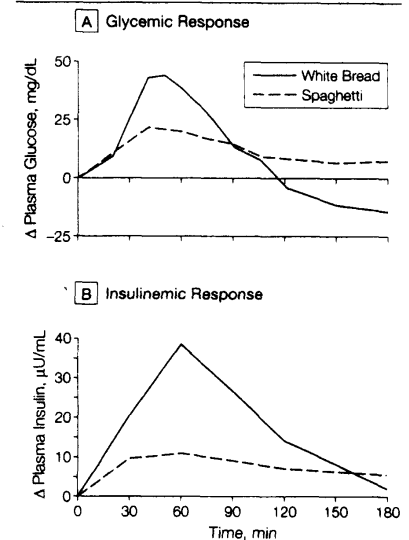 A Glycemic Response
50
25
0
−25
Δ Plasma Glucose, mg/dL
White Bread
Spaghetti
B Insulinemic Response
40
30
20
10
0
Δ Plasma Insulin, μU/mL
0 30 60 90 120 150 180
Time, min